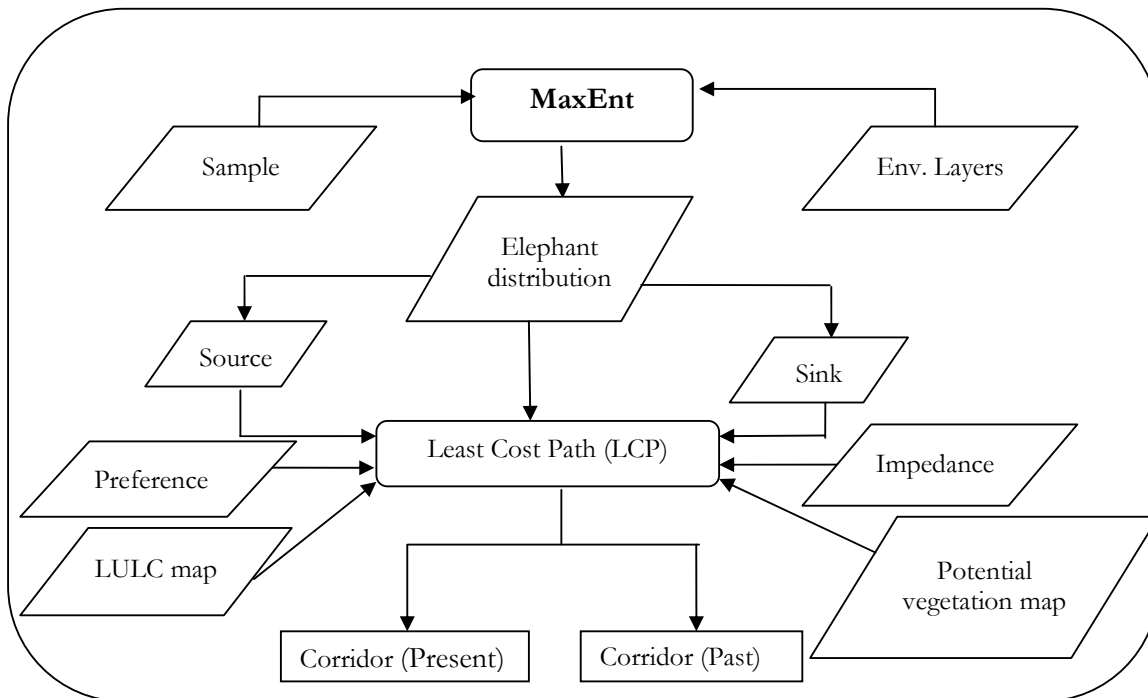 MaxEnt
Sample
Env. Layers
Elephant
distribution
Source
Sink
Least Cost Path (LCP)
Preference
Impedance
LULC map
Potential
vegetation map
Corridor (Present)
Corridor (Past)